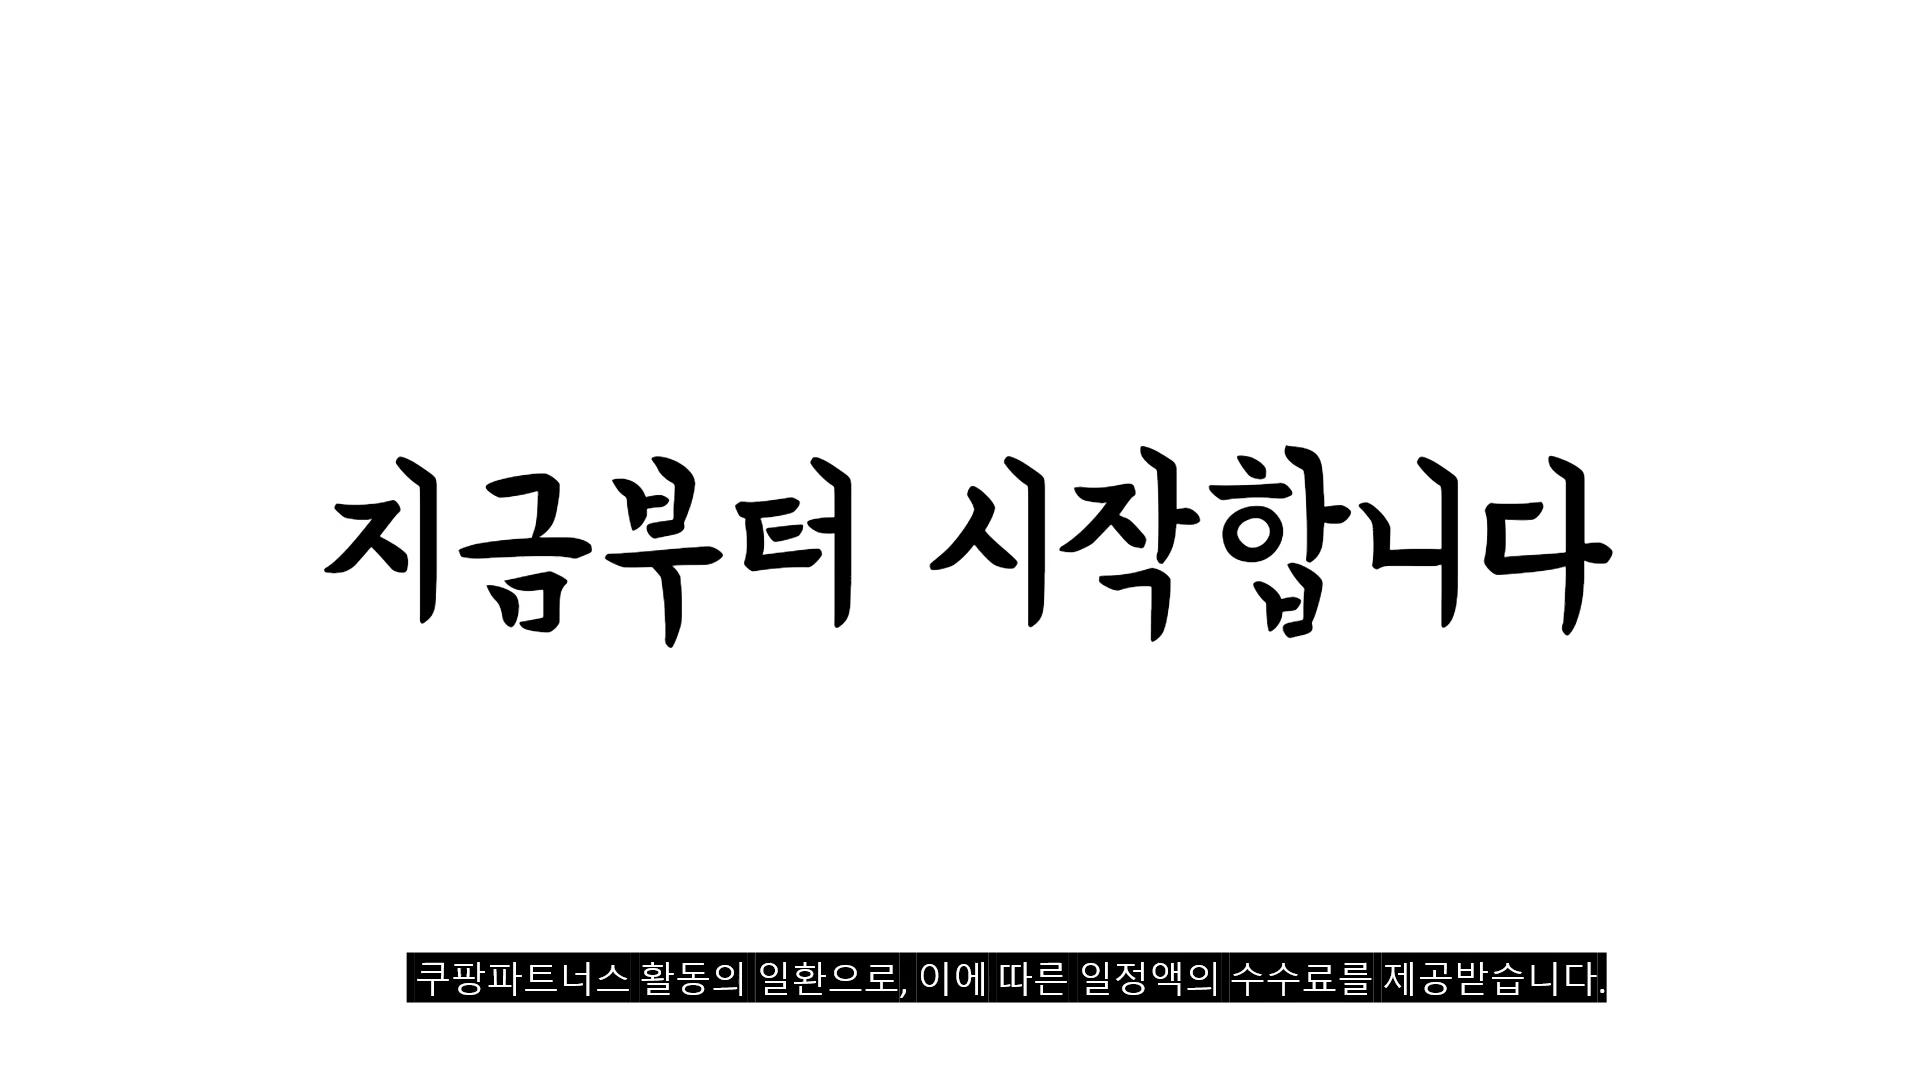 지금부터 시작합니다
쿠팡파트너스 활동의 일환으로, 이에 따른 일정액의 수수료를 제공받습니다.